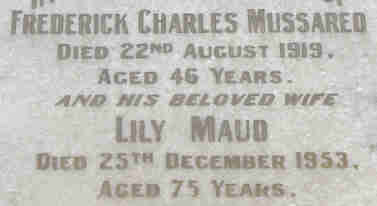 FREDERICK CHARLES MUSSARED
DIED 22ND AUGUST 1919.
AGED 46 YEARS.
AND HIS BELOVED WIFE
LILY MAUD
DIED 25TH DECEMBER 1953.
AGED 75 YEARS.